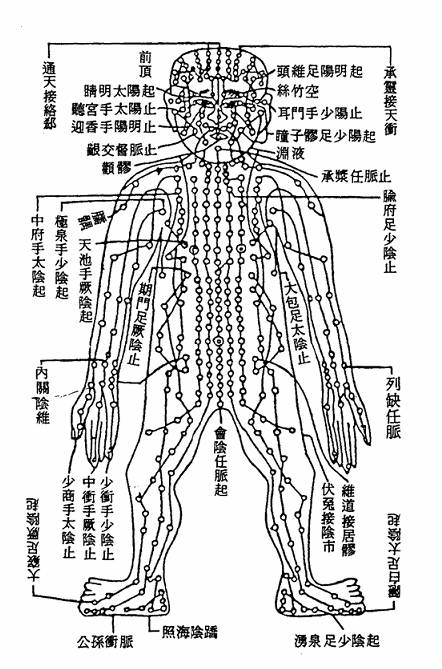 前頂
通天接絡郄
睛明太陽起
聽宮手太陽止
迎香手陽明止
齦交督脈止
顴髎
頭維足陽明起
絲竹空
耳門手少陽止
瞳子髎足少陽起
淵液
承漿任脈止
承靈接天衝
中府手太陰起
極泉手少陰起
天池手厥陰起
期門足厥陰止
大包足太陰止
內關陰維
列缺任脈
會陰任脈起
少商手太陰止
中衝手厥陰止
少衝手少陰止
伏兔接陰市
維道接居髎
大敦足厥陰起
隱白足太陰起
公孫衝脈
照海陰蹻
湧泉足少陰起